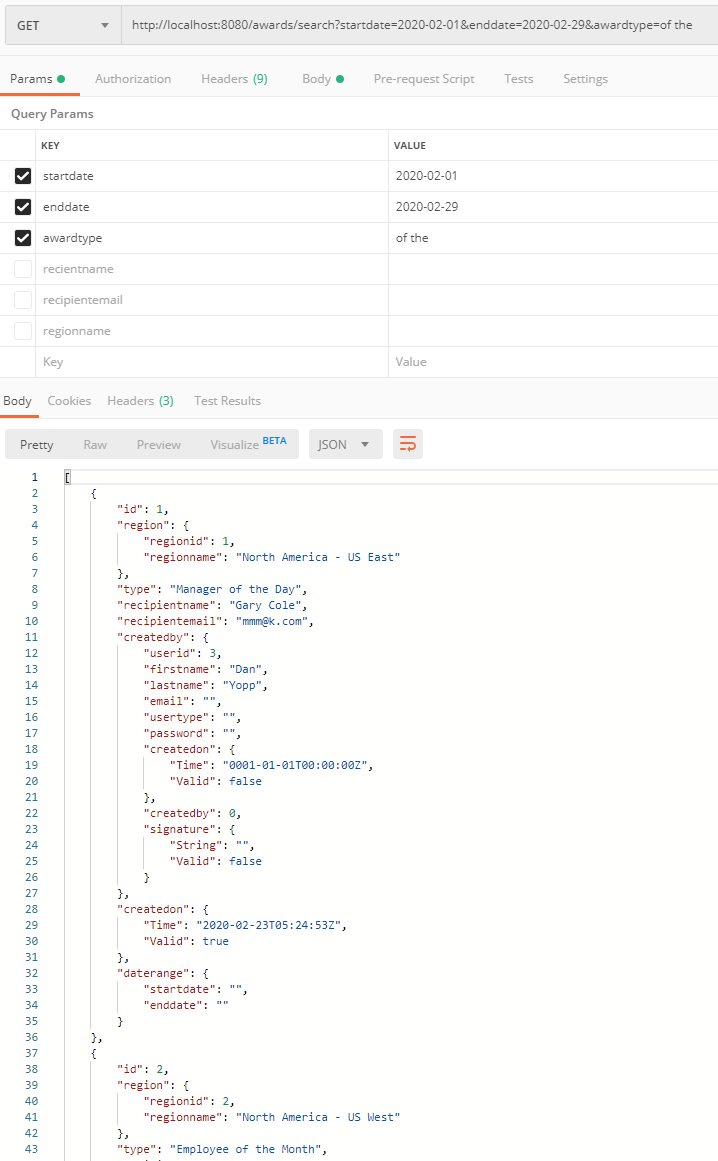 GET http://localhost:8080/awards/search?startdate=2020-02-01&enddate=2020-02-29&awardtype=of the
Params Authorization Headers (9) Body Pre-request Script Tests Settings
Query Params
KEY VALUE
startdate 2020-02-01
enddate 2020-02-29
awardtype of the
recientname
recipientemail
regionname
Key Value
Body Cookies Headers (3) Test Results
Pretty Raw Preview Visualize BETA JSON
1 [
2 {
3 "id": 1,
4 "region": {
5 "regionid": 1,
6 "regionname": "North America - US East"
7 },
8 "type": "Manager of the Day",
9 "recipientname": "Gary Cole",
10 "recipientemail": "mmm@k.com",
11 "createdby": {
12 "userid": 3,
13 "firstname": "Dan",
14 "lastname": "Yopp",
15 "email": "",
16 "usertype": "",
17 "password": "",
18 "createdon": {
19 "Time": "0001-01-01T00:00:00Z",
20 "Valid": false
21 },
22 "createdby": 0,
23 "signature": {
24 "String": "",
25 "Valid": false
26 }
27 },
28 "createdon": {
29 "Time": "2020-02-23T05:24:53Z",
30 "Valid": true
31 },
32 "daterange": {
33 "startdate": "",
34 "enddate": ""
35 }
36 },
37 {
38 "id": 2,
39 "region": {
40 "regionid": 2,
41 "regionname": "North America - US West"
42 },
43 "type": "Employee of the Month",